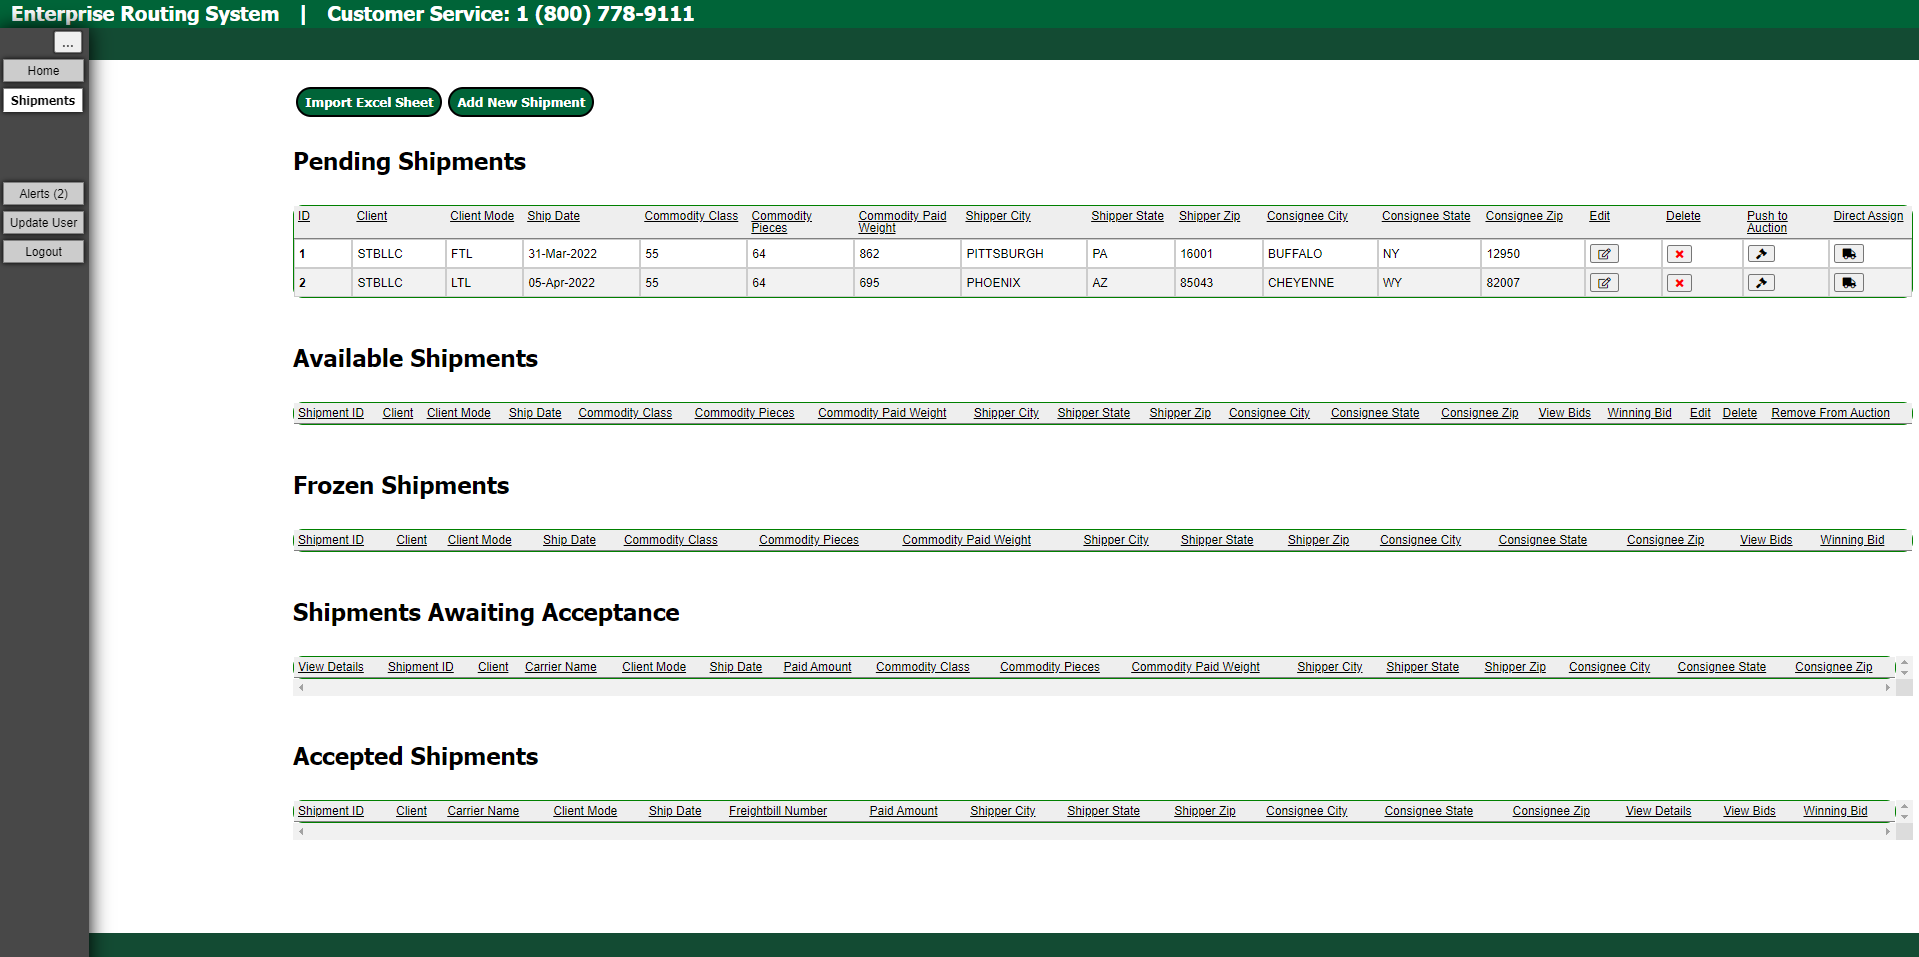 Enterprise Routing System | Customer Service: 1 (800) 778-9111
...
Home
Shipments
Alerts (2)
Update User
Logout
Import Excel Sheet Add New Shipment
Pending Shipments
ID Client Client Mode Ship Date Commodity Class Commodity Pieces Commodity Paid Weight Shipper City Shipper State Shipper Zip Consignee City Consignee State Consignee Zip Edit Delete Push to Auction Direct Assign
1 STBLLC FTL 31-Mar-2022 55 64 862 PITTSBURGH PA 16001 BUFFALO NY 12950
2 STBLLC LTL 05-Apr-2022 55 64 695 PHOENIX AZ 85043 CHEYENNE WY 82007
Available Shipments
Shipment ID Client Client Mode Ship Date Commodity Class Commodity Pieces Commodity Paid Weight Shipper City Shipper State Shipper Zip Consignee City Consignee State Consignee Zip View Bids Winning Bid Edit Delete Remove From Auction
Frozen Shipments
Shipment ID Client Client Mode Ship Date Commodity Class Commodity Pieces Commodity Paid Weight Shipper City Shipper State Shipper Zip Consignee City Consignee State Consignee Zip View Bids Winning Bid
Shipments Awaiting Acceptance
View Details Shipment ID Client Carrier Name Client Mode Ship Date Paid Amount Commodity Class Commodity Pieces Commodity Paid Weight Shipper City Shipper State Shipper Zip Consignee City Consignee State Consignee Zip
Accepted Shipments
Shipment ID Client Carrier Name Client Mode Ship Date Freightbill Number Paid Amount Shipper City Shipper State Shipper Zip Consignee City Consignee State Consignee Zip View Details View Bids Winning Bid